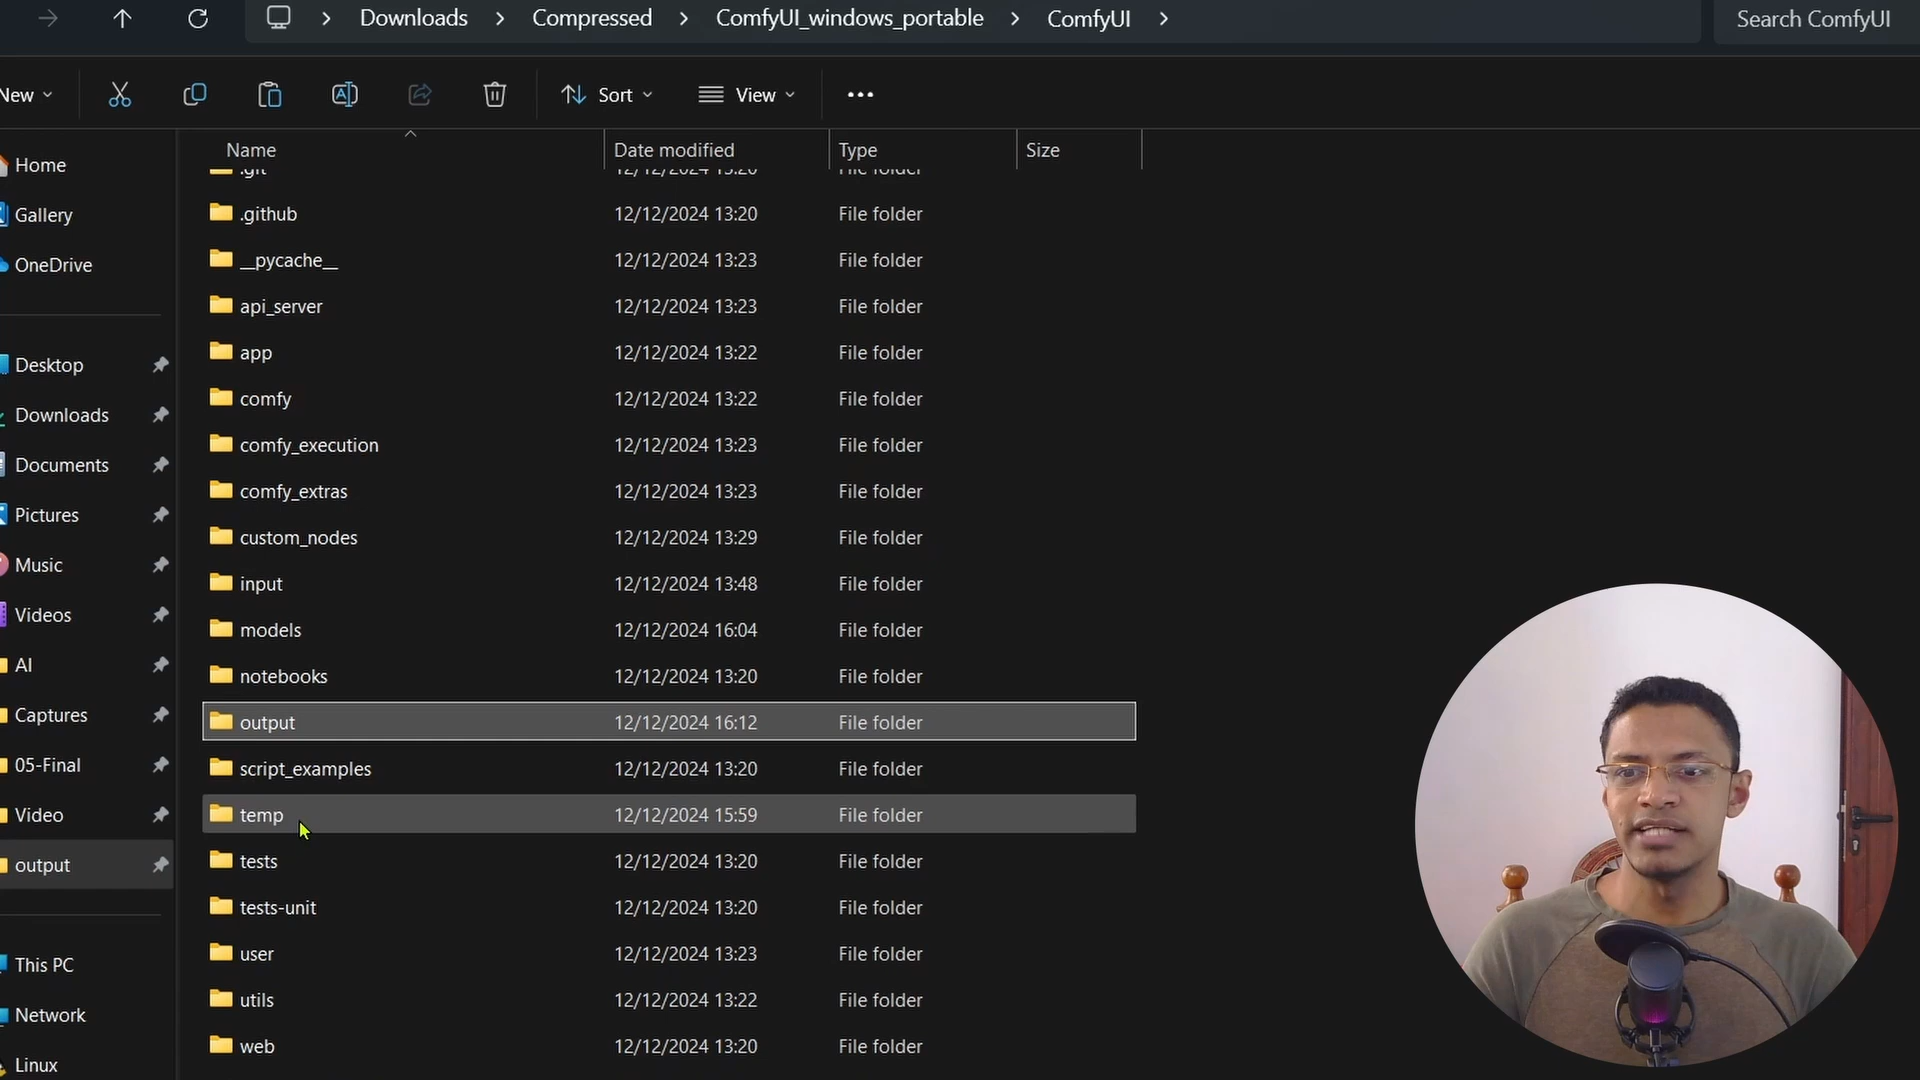 Downloads > Compressed > ComfyUI_windows_portable > ComfyUI >
Search ComfyUI
New
Sort
View
Name Date modified Type Size
.git 12/12/2024 13:20 File folder
.github 12/12/2024 13:20 File folder
__pycache__ 12/12/2024 13:23 File folder
api_server 12/12/2024 13:23 File folder
app 12/12/2024 13:22 File folder
comfy 12/12/2024 13:22 File folder
comfy_execution 12/12/2024 13:23 File folder
comfy_extras 12/12/2024 13:23 File folder
custom_nodes 12/12/2024 13:29 File folder
input 12/12/2024 13:48 File folder
models 12/12/2024 16:04 File folder
notebooks 12/12/2024 13:20 File folder
output 12/12/2024 16:12 File folder
script_examples 12/12/2024 13:20 File folder
temp 12/12/2024 15:59 File folder
tests 12/12/2024 13:20 File folder
tests-unit 12/12/2024 13:20 File folder
user 12/12/2024 13:23 File folder
utils 12/12/2024 13:22 File folder
web 12/12/2024 13:20 File folder
Home
Gallery
OneDrive
Desktop
Downloads
Documents
Pictures
Music
Videos
AI
Captures
05-Final
Video
output
This PC
Network
Linux